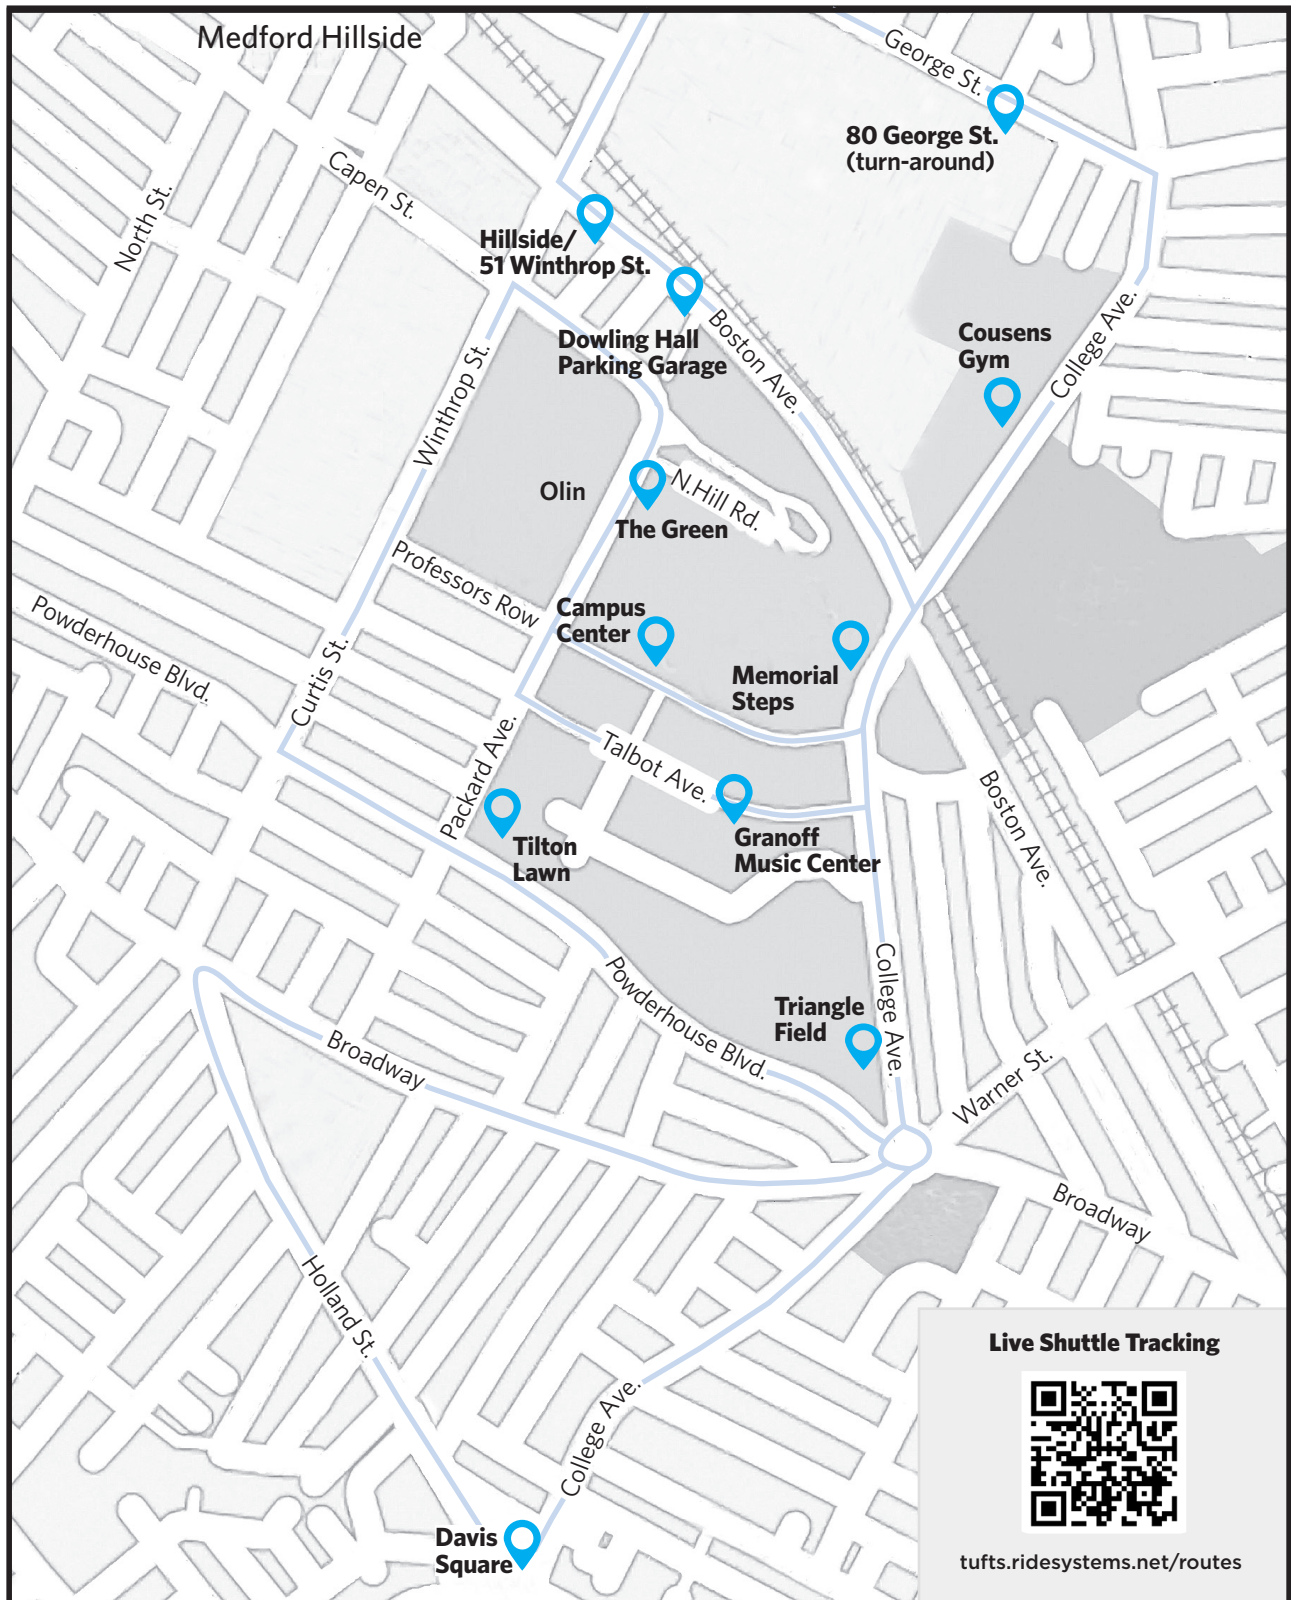 Medford Hillside
George St.
80 George St.
(turn-around)
Capen St.
North St.
Hillside/
51 Winthrop St.
Dowling Hall
Parking Garage
Boston Ave.
Cousens
Gym
College Ave.
Winthrop St.
Olin
N.Hill Rd.
The Green
Professors Row
Campus
Center
Powderhouse Blvd.
Memorial
Steps
Curtis St.
Packard Ave.
Talbot Ave.
Boston Ave.
Tilton
Lawn
Granoff
Music Center
College Ave.
Powderhouse Blvd.
Triangle
Field
Broadway
Warner St.
Broadway
Holland St.
College Ave.
Live Shuttle Tracking
Davis
Square
tufts.ridesystems.net/routes